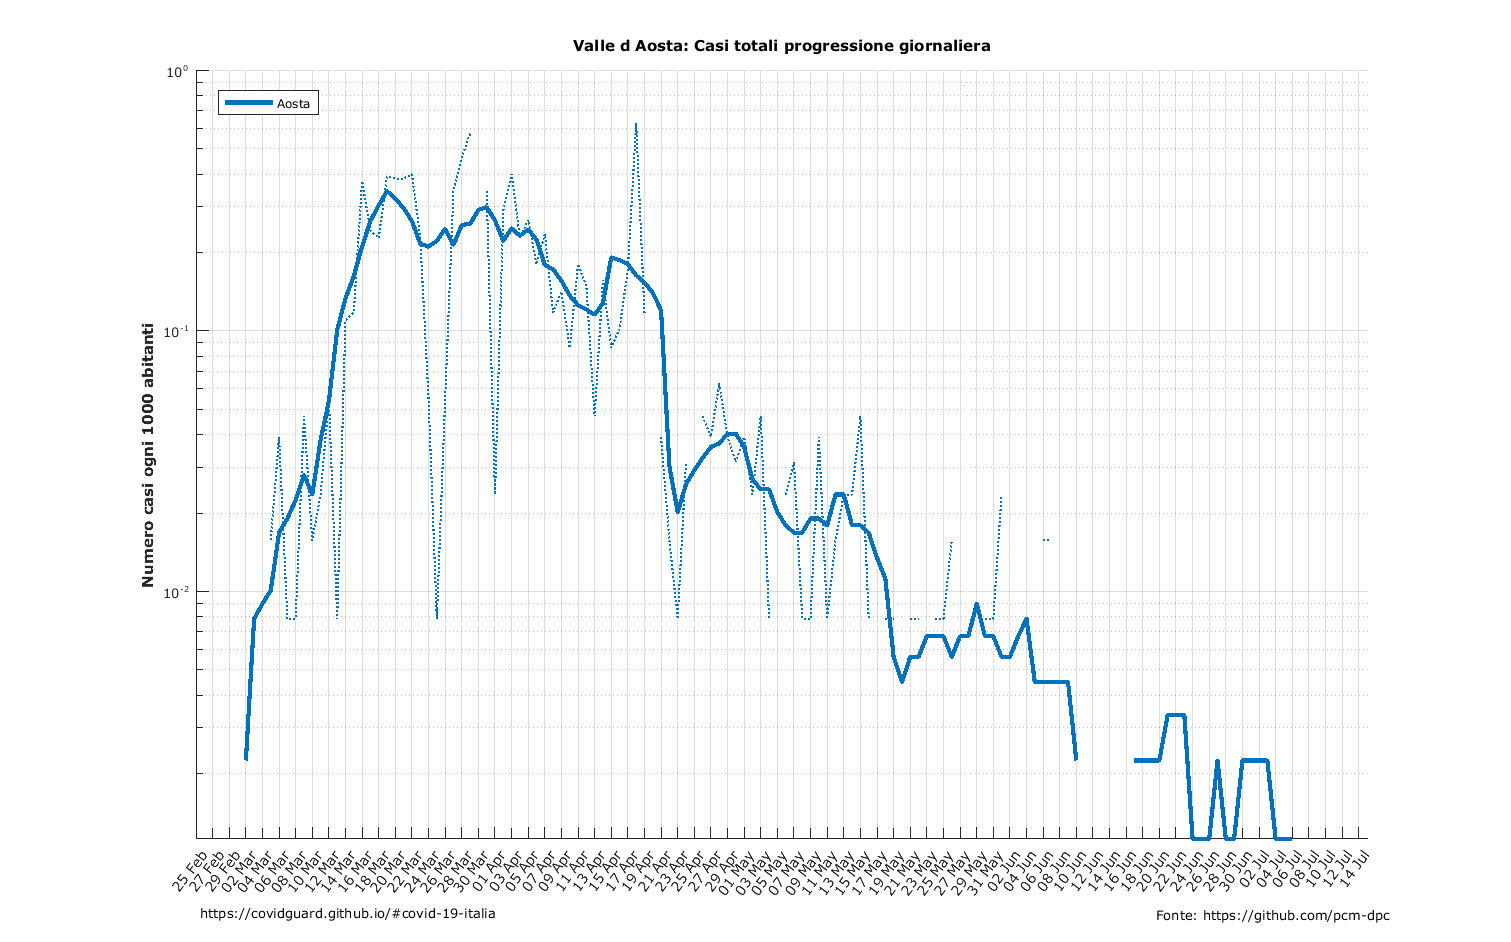 Valle d Aosta: Casi totali progressione giornaliera
Aosta
Numero casi ogni 1000 abitanti
10^0
10^-1
10^-2
25 Feb
27 Feb
29 Feb
02 Mar
04 Mar
06 Mar
08 Mar
10 Mar
12 Mar
14 Mar
16 Mar
18 Mar
20 Mar
22 Mar
24 Mar
26 Mar
28 Mar
30 Mar
01 Apr
03 Apr
05 Apr
07 Apr
09 Apr
11 Apr
13 Apr
15 Apr
17 Apr
19 Apr
21 Apr
23 Apr
25 Apr
27 Apr
29 Apr
01 May
03 May
05 May
07 May
09 May
11 May
13 May
15 May
17 May
19 May
21 May
23 May
25 May
27 May
29 May
31 May
02 Jun
04 Jun
06 Jun
08 Jun
10 Jun
12 Jun
14 Jun
16 Jun
18 Jun
20 Jun
22 Jun
24 Jun
26 Jun
28 Jun
30 Jun
02 Jul
04 Jul
06 Jul
08 Jul
10 Jul
12 Jul
14 Jul
https://covidguard.github.io/#covid-19-italia
Fonte: https://github.com/pcm-dpc